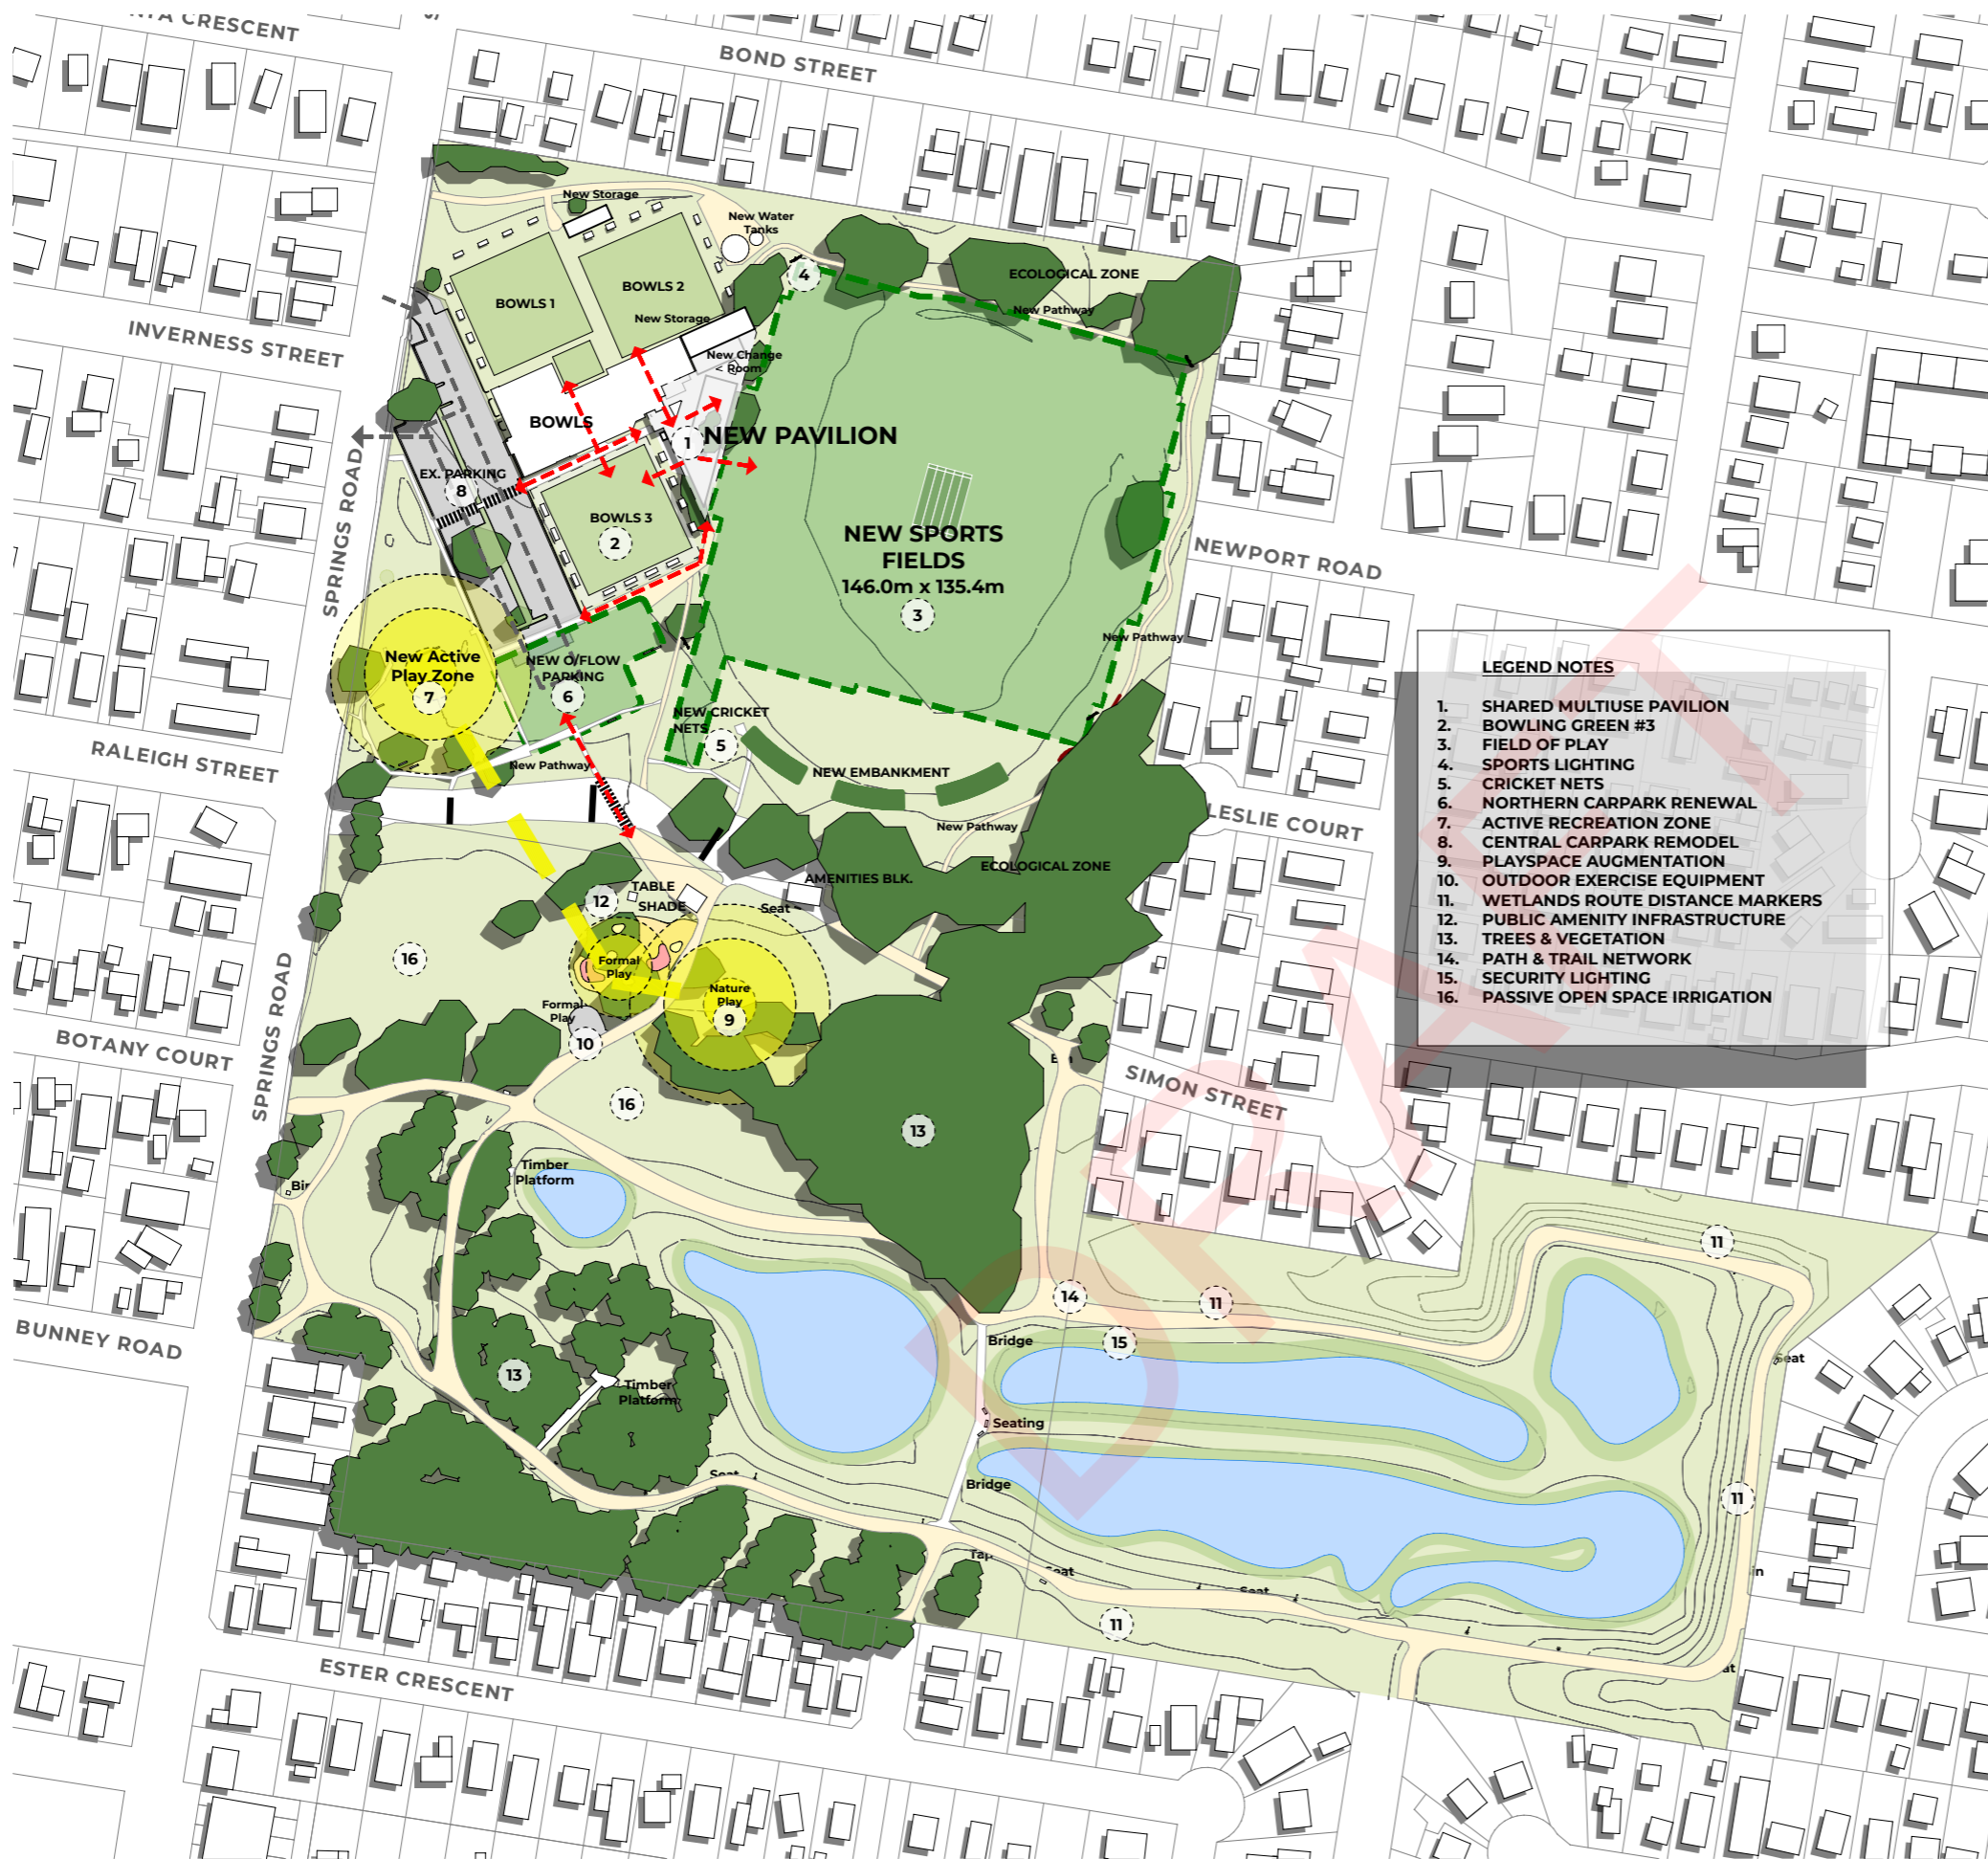 CRESCENT
BOND STREET
New Storage
New Water
Tanks
4
ECOLOGICAL ZONE
BOWLS 2
BOWLS 1
New Pathway
New Storage
INVERNESS STREET
New Change
< Room
BOWLS
1
NEW PAVILION
EX. PARKING
8
SPRINGS ROAD
BOWLS 3
2
NEW SPORTS
FIELDS
146.0m x 135.4m
3
NEWPORT ROAD
New Pathway
New Active
Play Zone
7
NEW O/FLOW
PARKING
6
NEW CRICKET
NETS
5
RALEIGH STREET
New Pathway
NEW EMBANKMENT
New Pathway
LESLIE COURT
ECOLOGICAL ZONE
AMENITIES BLK.
TABLE
SHADE
12
Seat
LEGEND NOTES
1. SHARED MULTIUSE PAVILION
2. BOWLING GREEN #3
3. FIELD OF PLAY
4. SPORTS LIGHTING
5. CRICKET NETS
6. NORTHERN CARPARK RENEWAL
7. ACTIVE RECREATION ZONE
8. CENTRAL CARPARK REMODEL
9. PLAYSPACE AUGMENTATION
10. OUTDOOR EXERCISE EQUIPMENT
11. WETLANDS ROUTE DISTANCE MARKERS
12. PUBLIC AMENITY INFRASTRUCTURE
13. TREES & VEGETATION
14. PATH & TRAIL NETWORK
15. SECURITY LIGHTING
16. PASSIVE OPEN SPACE IRRIGATION
DRAFT
16
Formal
Play
Nature
Play
9
Formal
Play
10
SPRINGS ROAD
BOTANY COURT
16
13
SIMON STREET
Timber
Platform
Bin
11
14
11
15
Bridge
BUNNEY ROAD
13
Timber
Platform
Seat
Seating
Seat
Bridge
11
Tap
Seat
Seat
11
ESTER CRESCENT